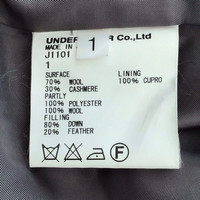 UNDER R Co.,Ltd
MADE IN
J1101
1
1
SURFACE LINING
70% WOOL 100% CUPRO
30% CASHMERE
PARTLY
100% POLYESTER
100% WOOL
FILLING
80% DOWN
20% FEATHER
F